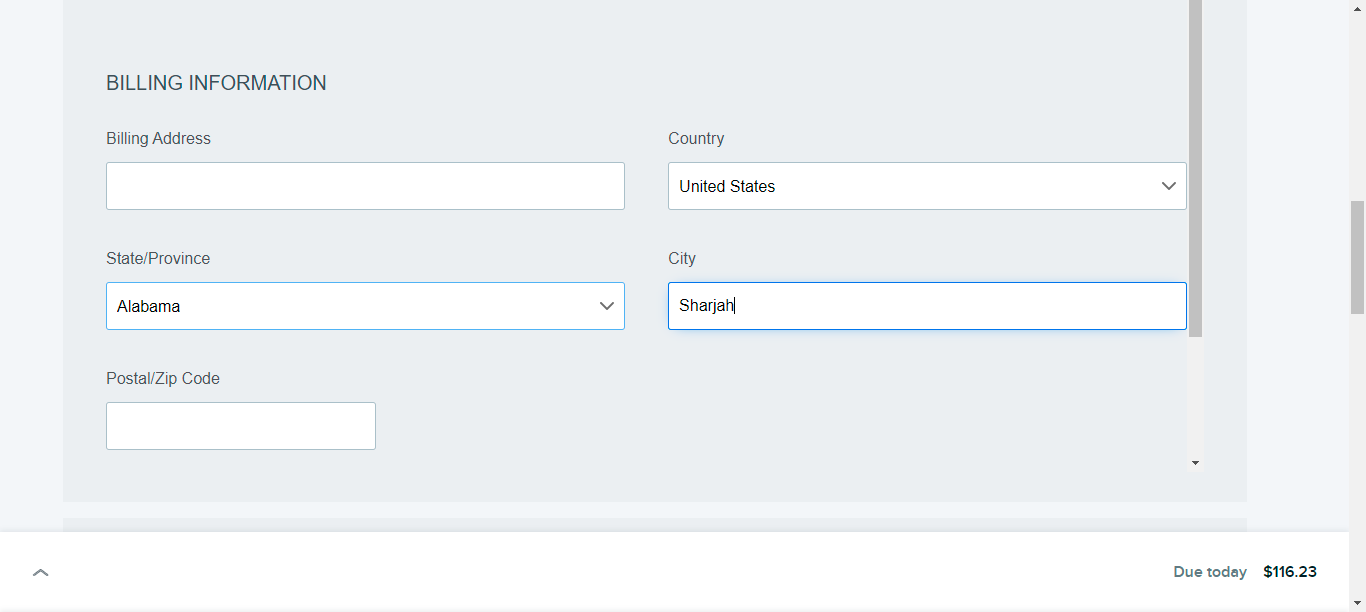 BILLING INFORMATION
Billing Address
Country
United States
State/Province
City
Alabama
Sharjah
Postal/Zip Code
Due today $116.23